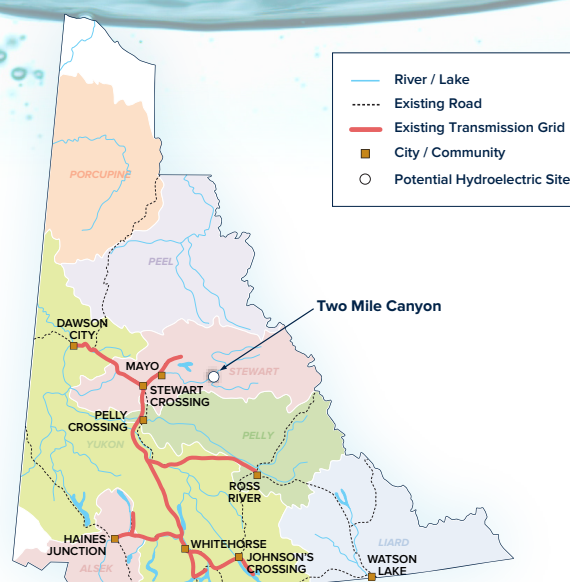 River / Lake
Existing Road
Existing Transmission Grid
City / Community
Potential Hydroelectric Site
PORCUPINE
PEEL
Two Mile Canyon
DAWSON
CITY
MAYO
STEWART
STEWART
CROSSING
PELLY
CROSSING
YUKON
PELLY
ROSS
RIVER
HAINES
JUNCTION
WHITEHORSE
LIARD
JOHNSON'S
CROSSING
WATSON
LAKE
ALSEK